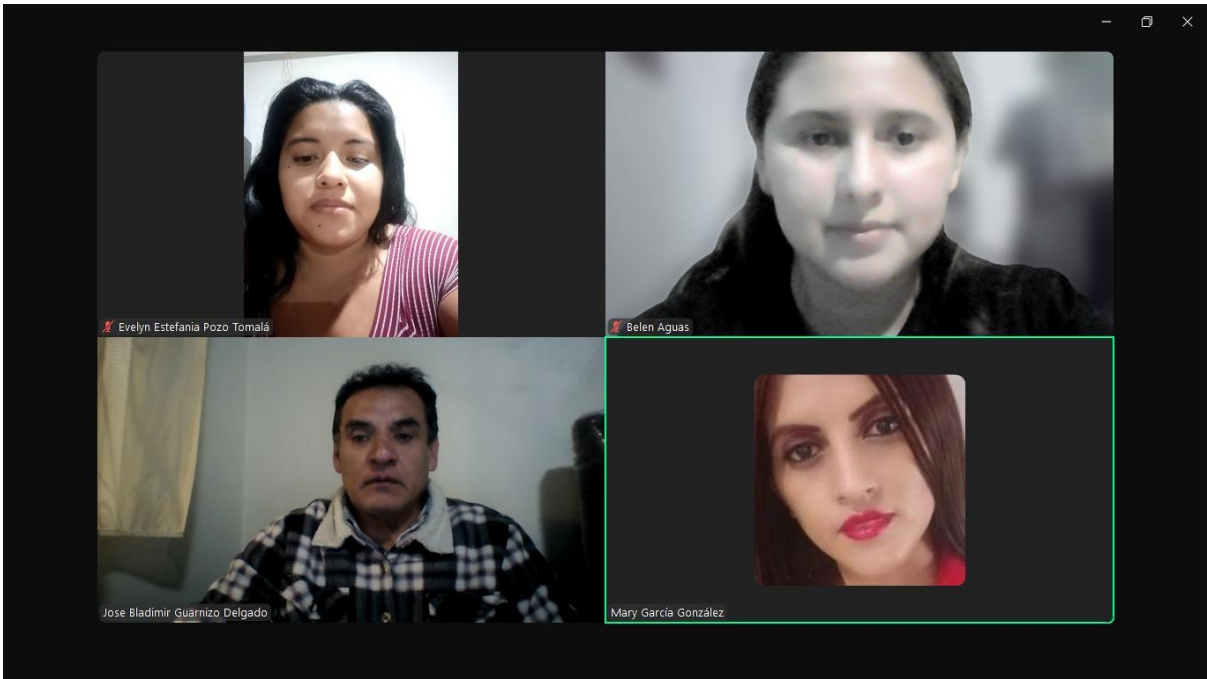 Evelyn Estefania Pozo Tomalá
Belen Aguas
Jose Bladimir Guarnizo Delgado
Mary García González